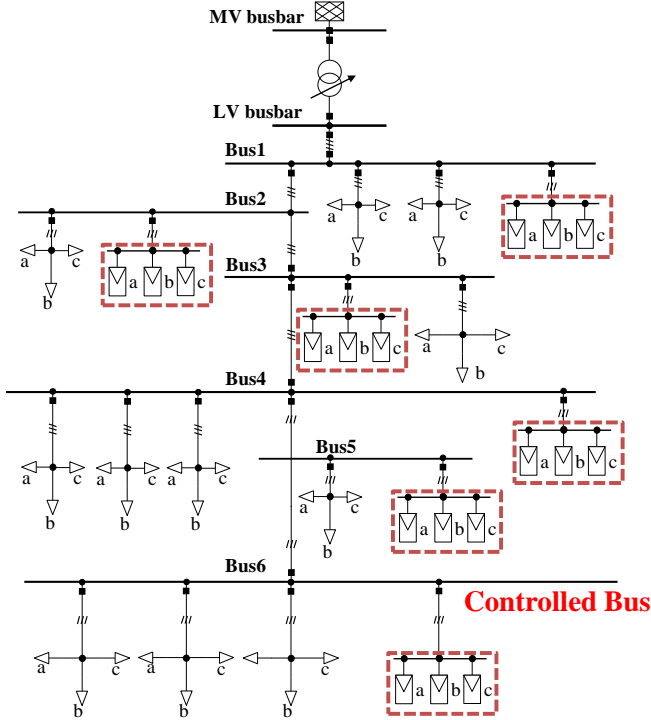 MV busbar
LV busbar
Bus1
a c a c a b c
b b
Bus2
a c a b c
b
Bus3
a b c a c
b
Bus4
a b c
a c a c a c
b b b
Bus5
a c a b c
b
Bus6
Controlled Bus
a c a c c
a b c
b b b